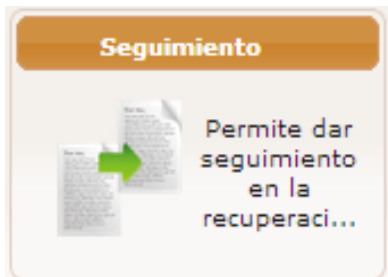 Seguimiento
Permite dar
seguimiento
en la
recuperaci...